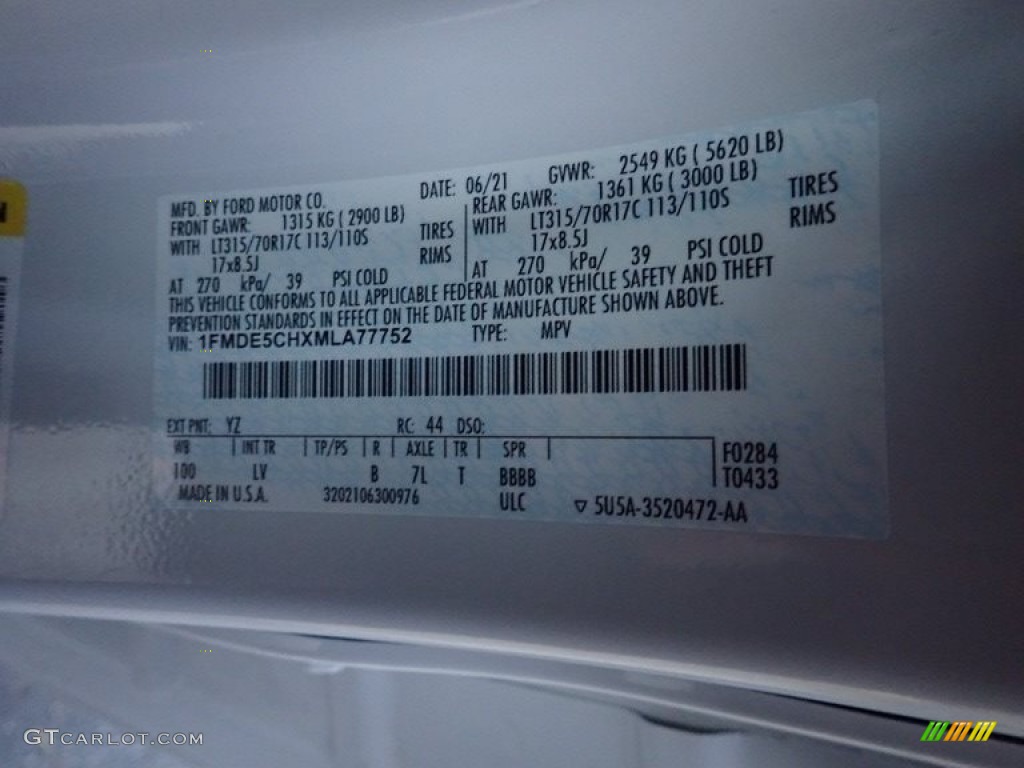 MFD. BY FORD MOTOR CO. DATE: 06/21 GVWR: 2549 KG ( 5620 LB)
FRONT GAWR: 1315 KG ( 2900 LB) REAR GAWR: 1361 KG ( 3000 LB)
WITH LT315/70R17C 113/110S TIRES WITH LT315/70R17C 113/110S TIRES
17x8.5J RIMS 17x8.5J RIMS
AT 270 kPa/ 39 PSI COLD AT 270 kPa/ 39 PSI COLD
THIS VEHICLE CONFORMS TO ALL APPLICABLE FEDERAL MOTOR VEHICLE SAFETY AND THEFT
PREVENTION STANDARDS IN EFFECT ON THE DATE OF MANUFACTURE SHOWN ABOVE.
VIN: 1FMDE5CHXMLA77752 TYPE: MPV
EXT PNT: YZ RC: 44 DSO:
WB INT TR TP/PS R AXLE TR SPR F0284
100 LV B 7L T BBBB T0433
MADE IN U.S.A. 3202106300976 ULC ▽ 5U5A-3520472-AA
GTCARLOT.COM